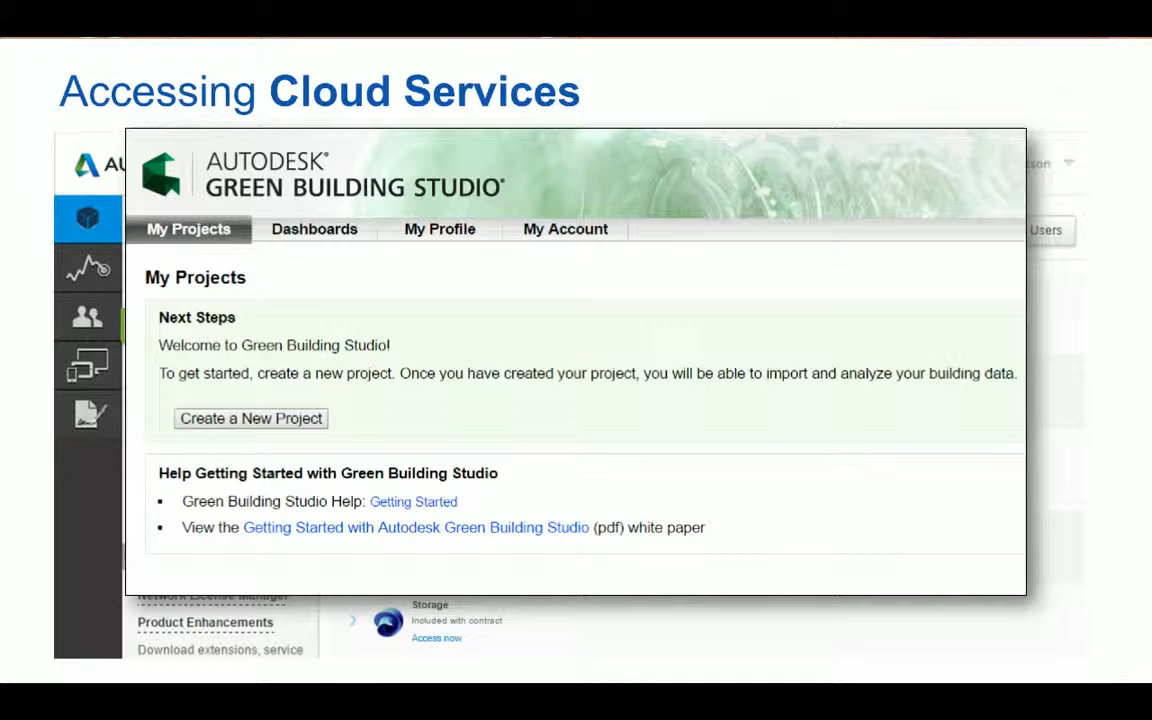 Accessing Cloud Services
AU
AUTODESK®
GREEN BUILDING STUDIO®
My Projects
Dashboards
My Profile
My Account
Users
My Projects
Next Steps
Welcome to Green Building Studio!
To get started, create a new project. Once you have created your project, you will be able to import and analyze your building data.
Create a New Project
Help Getting Started with Green Building Studio
• Green Building Studio Help: Getting Started
• View the Getting Started with Autodesk Green Building Studio (pdf) white paper
Network License Manager
Product Enhancements
Download extensions, service
Storage
Included with contract
Access now